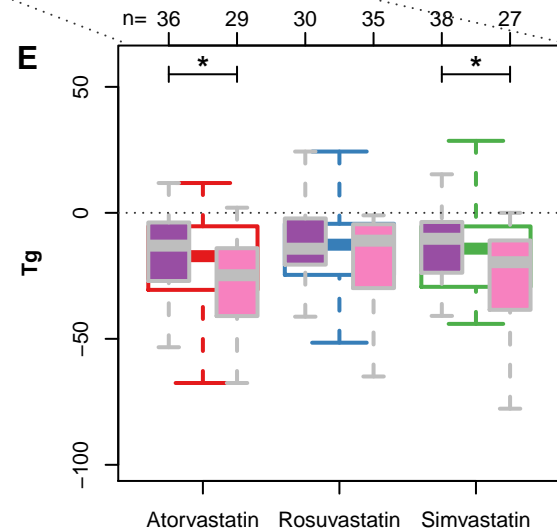 n= 36 29 30 35 38 27
E
* *
50
0
−50
−100
Tg
Atorvastatin Rosuvastatin Simvastatin